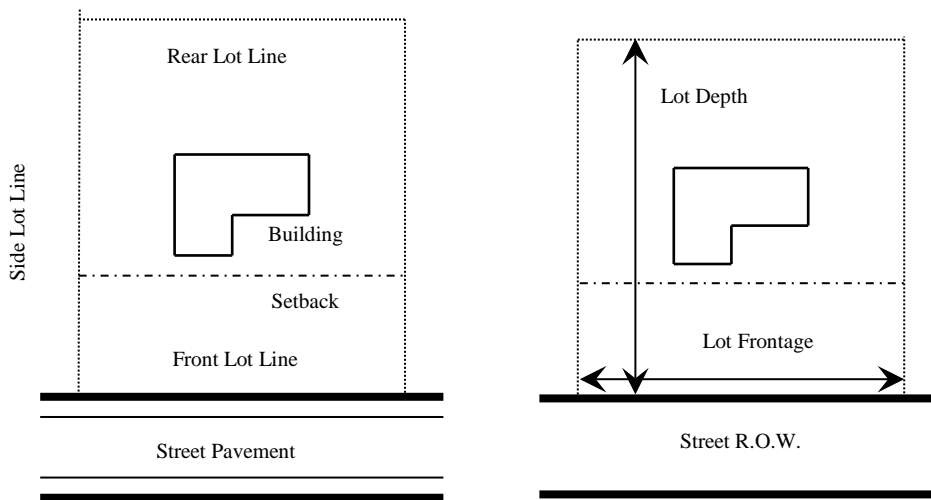 Rear Lot Line
Side Lot Line
Building
Setback
Front Lot Line
Street Pavement
Lot Depth
Lot Frontage
Street R.O.W.